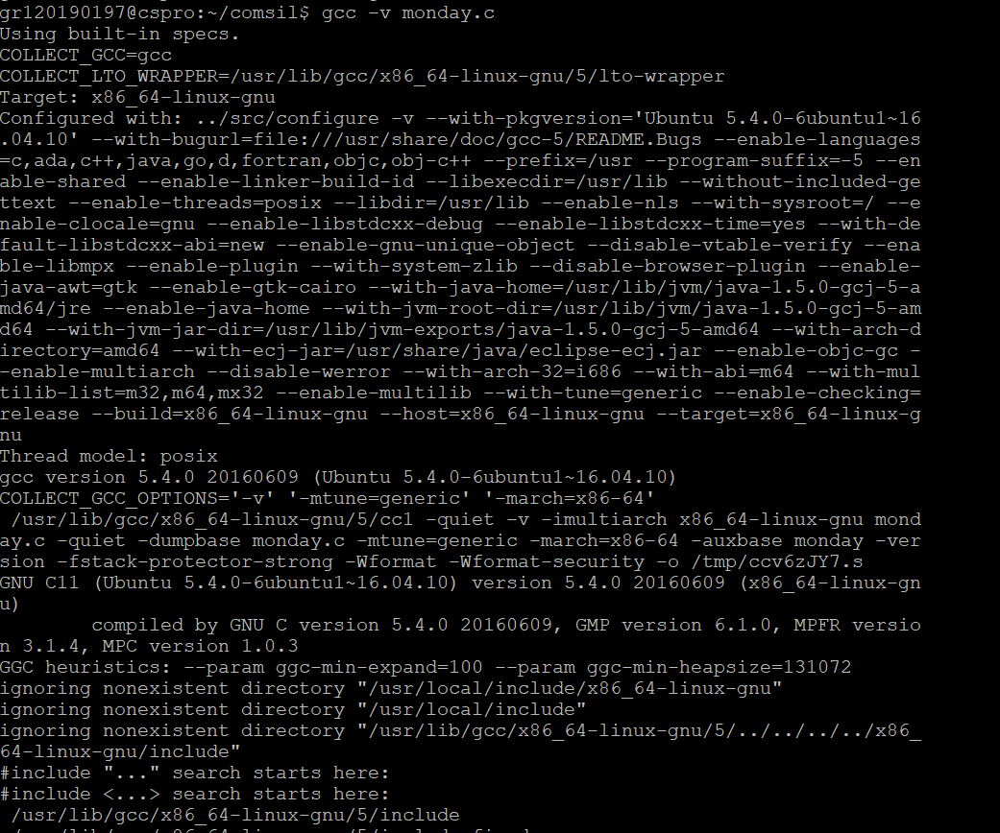 gr120190197@cspro:~/comsil$ gcc -v monday.c
Using built-in specs.
COLLECT_GCC=gcc
COLLECT_LTO_WRAPPER=/usr/lib/gcc/x86_64-linux-gnu/5/lto-wrapper
Target: x86_64-linux-gnu
Configured with: ../src/configure -v --with-pkgversion='Ubuntu 5.4.0-6ubuntu1~16
.04.10' --with-bugurl=file:///usr/share/doc/gcc-5/README.Bugs --enable-languages
=c,ada,c++,java,go,d,fortran,objc,obj-c++ --prefix=/usr --program-suffix=-5 --en
able-shared --enable-linker-build-id --libexecdir=/usr/lib --without-included-ge
ttext --enable-threads=posix --libdir=/usr/lib --enable-nls --with-sysroot=/ --e
nable-clocale=gnu --enable-libstdcxx-debug --enable-libstdcxx-time=yes --with-de
fault-libstdcxx-abi=new --enable-gnu-unique-object --disable-vtable-verify --ena
ble-libmpx --enable-plugin --with-system-zlib --disable-browser-plugin --enable-
java-awt=gtk --enable-gtk-cairo --with-java-home=/usr/lib/jvm/java-1.5.0-gcj-5-a
md64/jre --enable-java-home --with-jvm-root-dir=/usr/lib/jvm/java-1.5.0-gcj-5-am
d64 --with-jvm-jar-dir=/usr/lib/jvm-exports/java-1.5.0-gcj-5-amd64 --with-arch-d
irectory=amd64 --with-ecj-jar=/usr/share/java/eclipse-ecj.jar --enable-objc-gc -
-enable-multiarch --disable-werror --with-arch-32=i686 --with-abi=m64 --with-mul
tilib-list=m32,m64,mx32 --enable-multilib --with-tune=generic --enable-checking=
release --build=x86_64-linux-gnu --host=x86_64-linux-gnu --target=x86_64-linux-g
nu
Thread model: posix
gcc version 5.4.0 20160609 (Ubuntu 5.4.0-6ubuntu1~16.04.10)
COLLECT_GCC_OPTIONS='-v' '-mtune=generic' '-march=x86-64'
 /usr/lib/gcc/x86_64-linux-gnu/5/cc1 -quiet -v -imultiarch x86_64-linux-gnu mond
ay.c -quiet -dumpbase monday.c -mtune=generic -march=x86-64 -auxbase monday -ver
sion -fstack-protector-strong -Wformat -Wformat-security -o /tmp/ccv6zJY7.s
GNU C11 (Ubuntu 5.4.0-6ubuntu1~16.04.10) version 5.4.0 20160609 (x86_64-linux-gn
u)
        compiled by GNU C version 5.4.0 20160609, GMP version 6.1.0, MPFR versio
n 3.1.4, MPC version 1.0.3
GGC heuristics: --param ggc-min-expand=100 --param ggc-min-heapsize=131072
ignoring nonexistent directory "/usr/local/include/x86_64-linux-gnu"
ignoring nonexistent directory "/usr/local/include"
ignoring nonexistent directory "/usr/lib/gcc/x86_64-linux-gnu/5/../../../../x86_
64-linux-gnu/include"
#include "..." search starts here:
#include <...> search starts here:
 /usr/lib/gcc/x86_64-linux-gnu/5/include